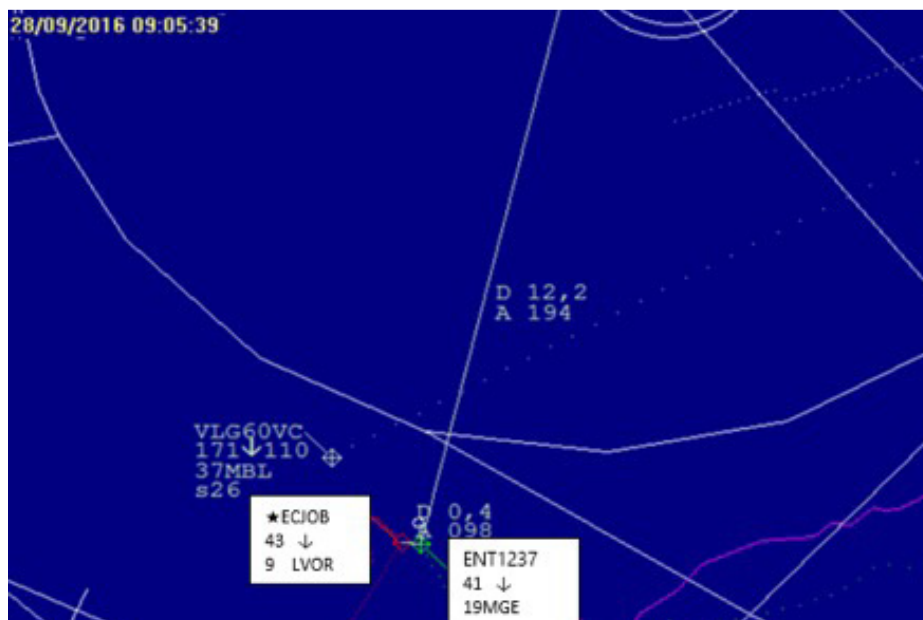 28/09/2016 09:05:39
D 12,2
A 194
VLG60VC
171↓110
37MBL
s26
D 0,4
A 098
★ECJOB
43 ↓
9 LVOR
ENT1237
41 ↓
19MGE